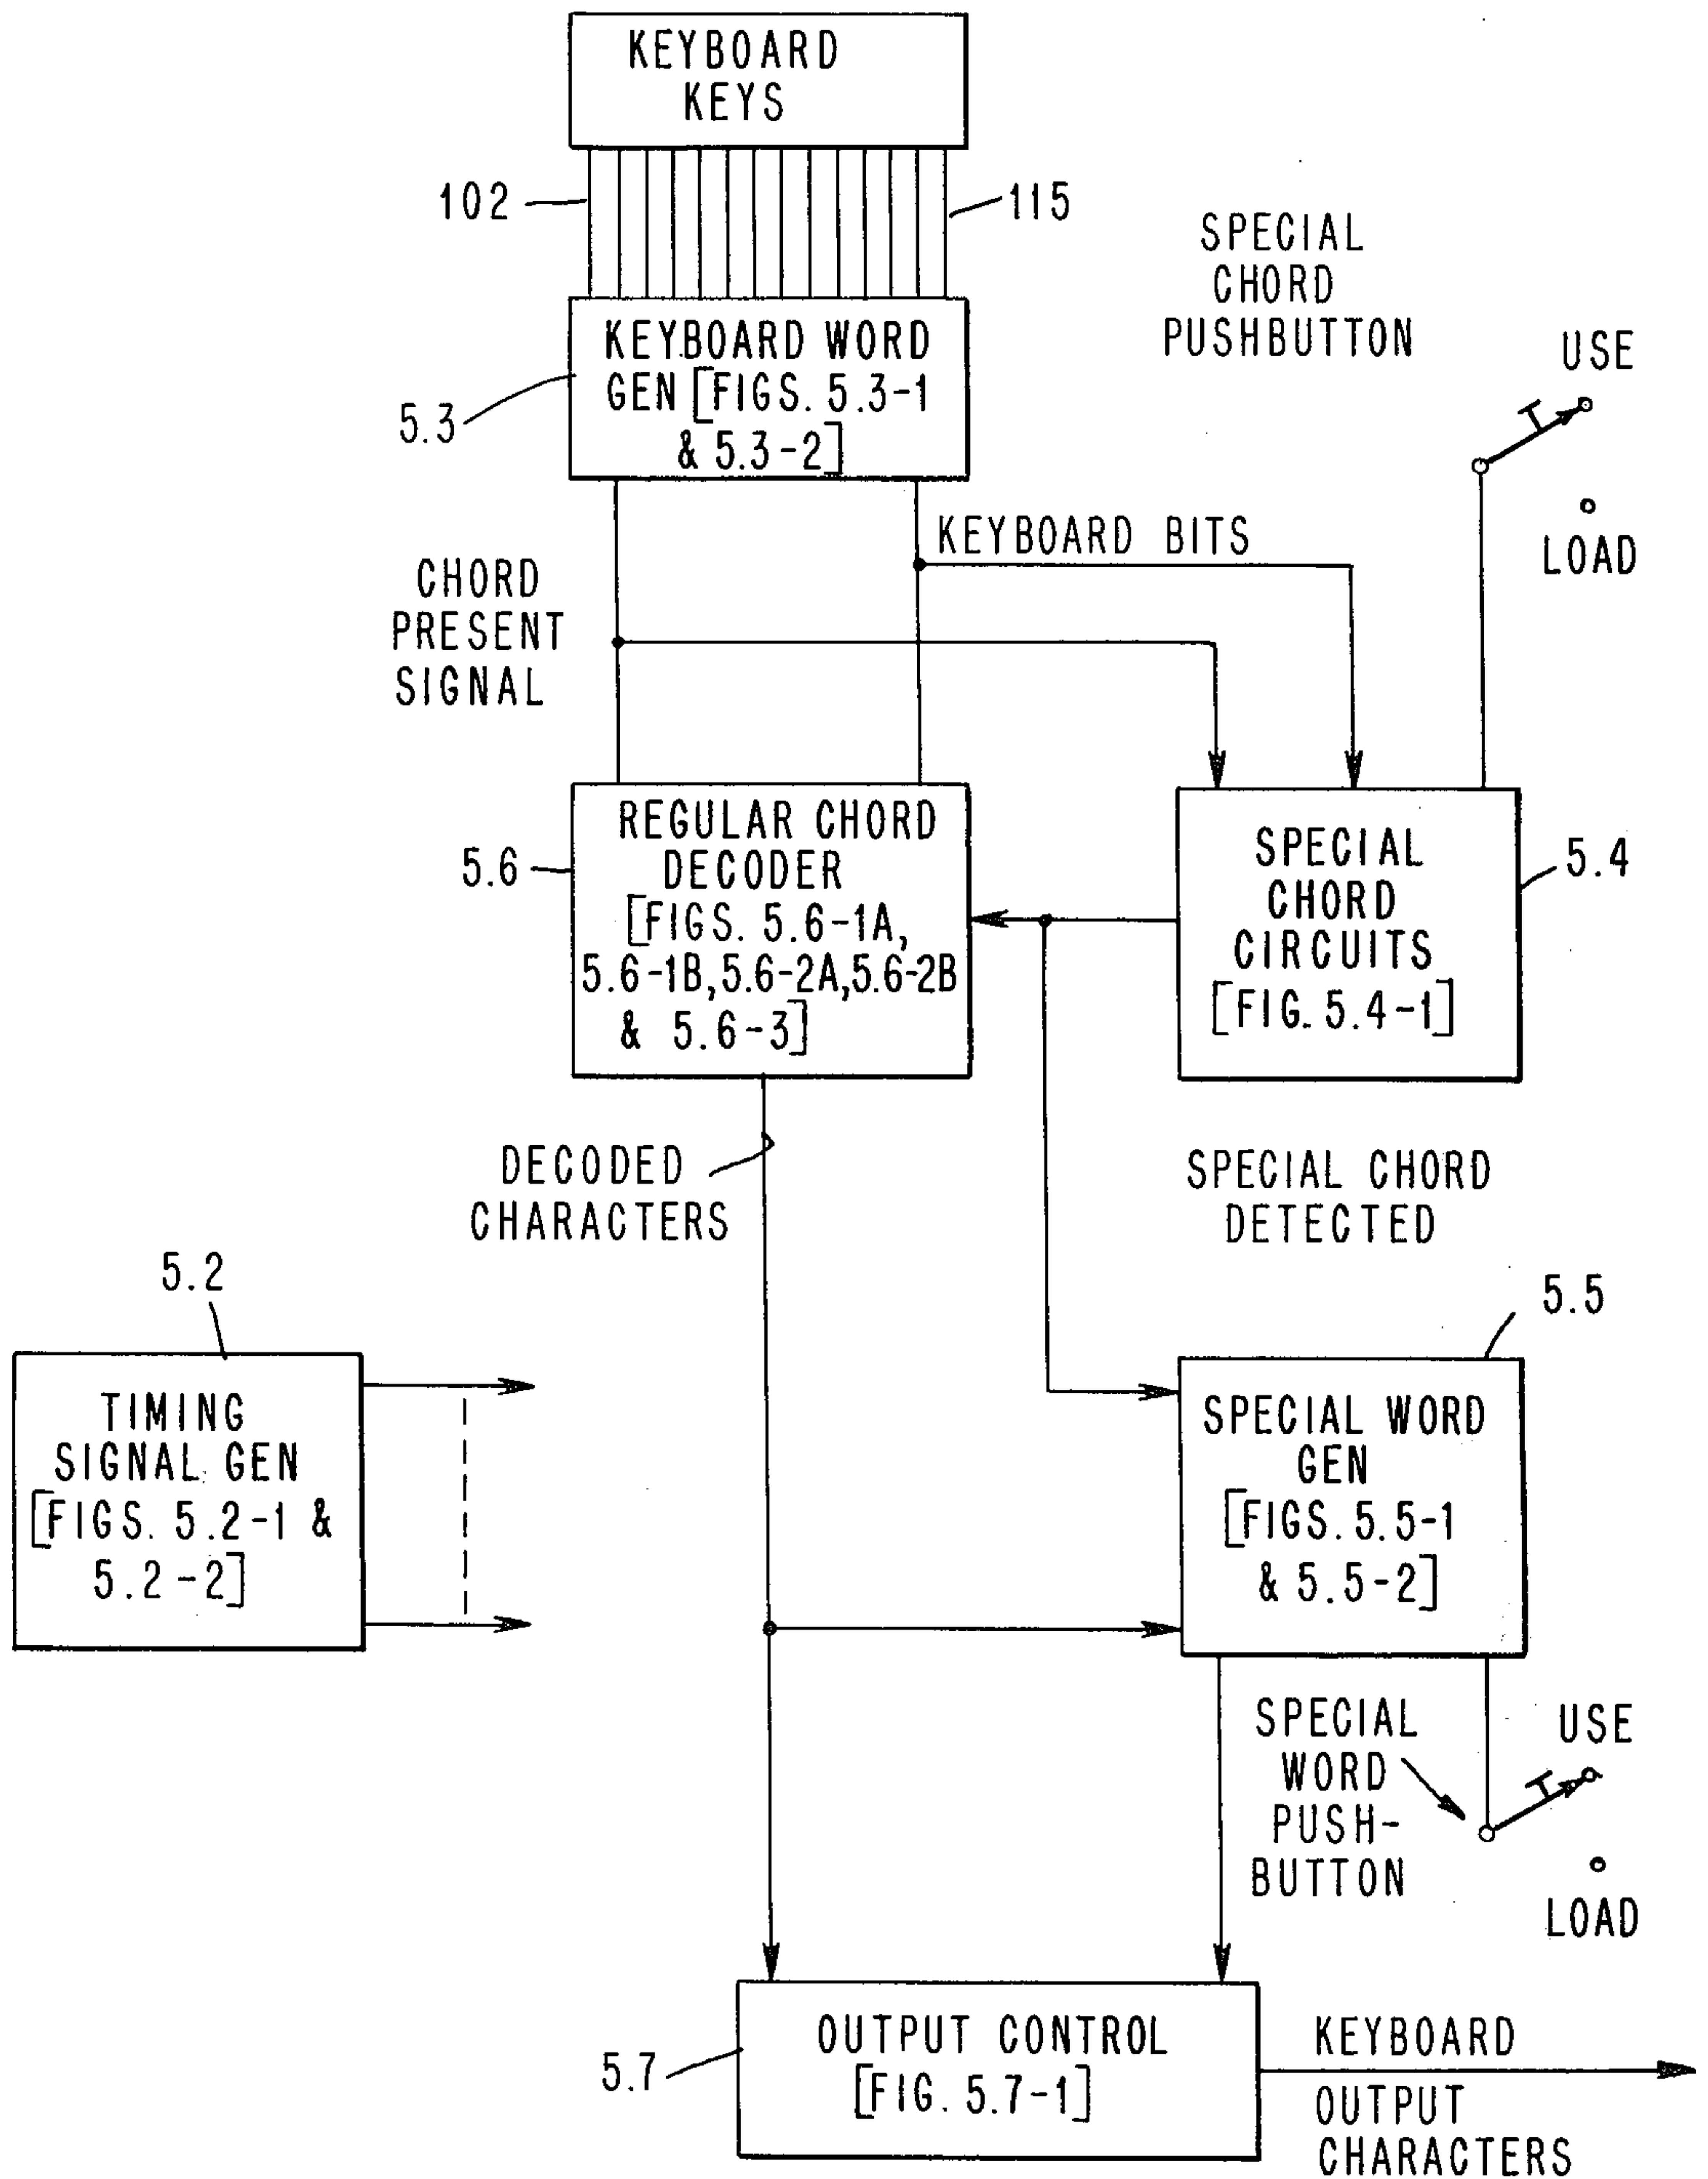 KEYBOARD
KEYS
102
115
SPECIAL
CHORD
PUSHBUTTON
USE
LOAD
KEYBOARD WORD
GEN [FIGS. 5.3-1
& 5.3-2]
5.3
KEYBOARD BITS
CHORD
PRESENT
SIGNAL
REGULAR CHORD
DECODER
[FIGS. 5.6-1A,
5.6-1B, 5.6-2A, 5.6-2B
& 5.6-3]
5.6
SPECIAL
CHORD
CIRCUITS
[FIG. 5.4-1]
5.4
DECODED
CHARACTERS
SPECIAL CHORD
DETECTED
5.2
TIMING
SIGNAL GEN
[FIGS. 5.2-1 &
5.2-2]
5.5
SPECIAL WORD
GEN
[FIGS. 5.5-1
& 5.5-2]
SPECIAL
WORD
PUSH-
BUTTON
USE
LOAD
OUTPUT CONTROL
[FIG. 5.7-1]
5.7
KEYBOARD
OUTPUT
CHARACTERS